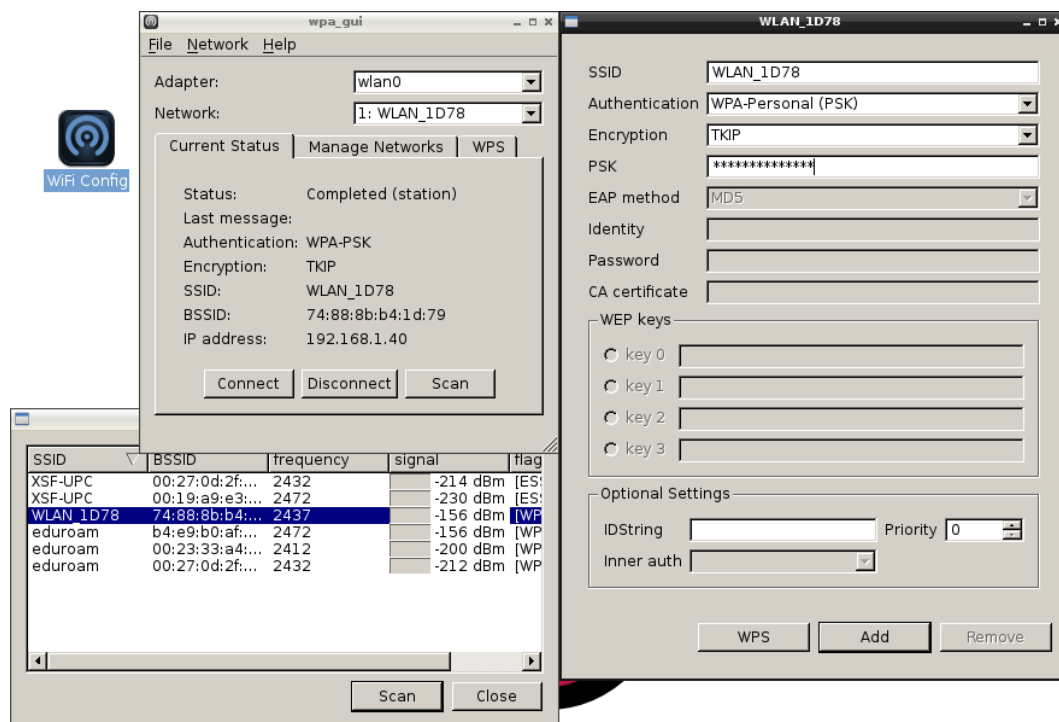 WiFi Config
wpa_gui
File Network Help
Adapter: wlan0
Network: 1: WLAN_1D78
Current Status Manage Networks WPS
Status: Completed (station)
Last message:
Authentication: WPA-PSK
Encryption: TKIP
SSID: WLAN_1D78
BSSID: 74:88:8b:b4:1d:79
IP address: 192.168.1.40
Connect Disconnect Scan
SSID BSSID frequency signal flag
XSF-UPC 00:27:0d:2f:... 2432 -214 dBm [ES
XSF-UPC 00:19:a9:e3:... 2472 -230 dBm [ES
WLAN_1D78 74:88:8b:b4:... 2437 -156 dBm [WP
eduroam b4:e9:b0:af:... 2472 -156 dBm [WP
eduroam 00:23:33:a4:... 2412 -200 dBm [WP
eduroam 00:27:0d:2f:... 2432 -212 dBm [WP
Scan Close
WLAN_1D78
SSID WLAN_1D78
Authentication WPA-Personal (PSK)
Encryption TKIP
PSK **************
EAP method MD5
Identity
Password
CA certificate
WEP keys
key 0
key 1
key 2
key 3
Optional Settings
IDString Priority 0
Inner auth
WPS Add Remove